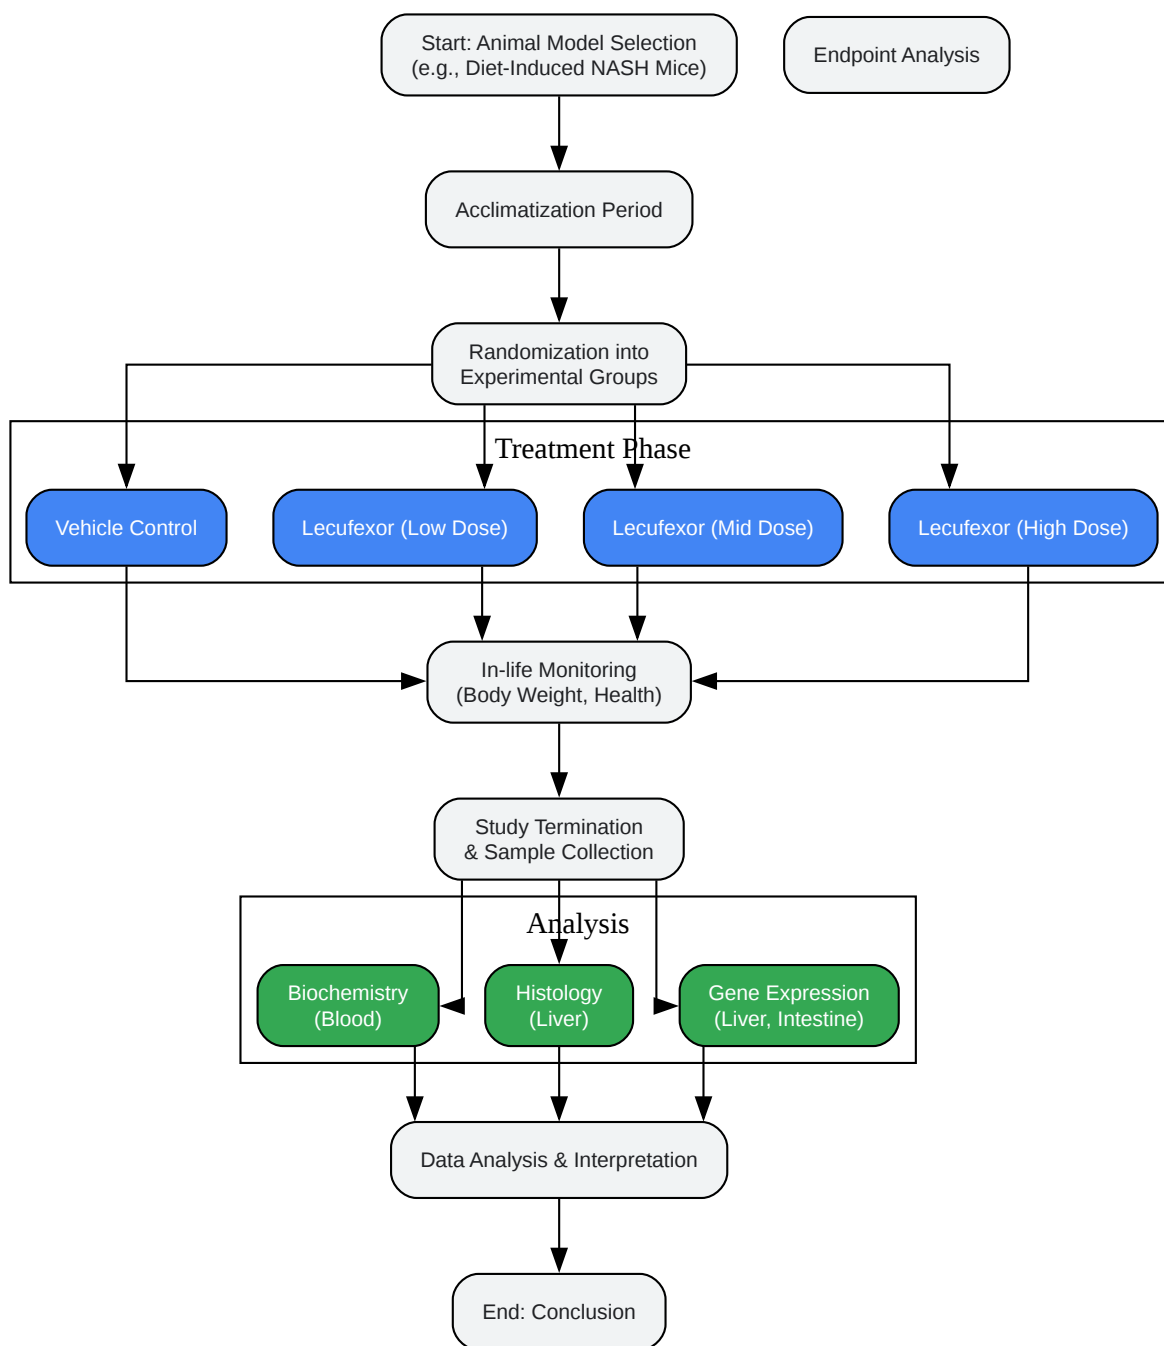 Start: Animal Model Selection
(e.g., Diet-Induced NASH Mice)
Endpoint Analysis
Acclimatization Period
Randomization into
Experimental Groups
Treatment Phase
Vehicle Control
Lecufexor (Low Dose)
Lecufexor (Mid Dose)
Lecufexor (High Dose)
In-life Monitoring
(Body Weight, Health)
Study Termination
& Sample Collection
Analysis
Biochemistry
(Blood)
Histology
(Liver)
Gene Expression
(Liver, Intestine)
Data Analysis & Interpretation
End: Conclusion